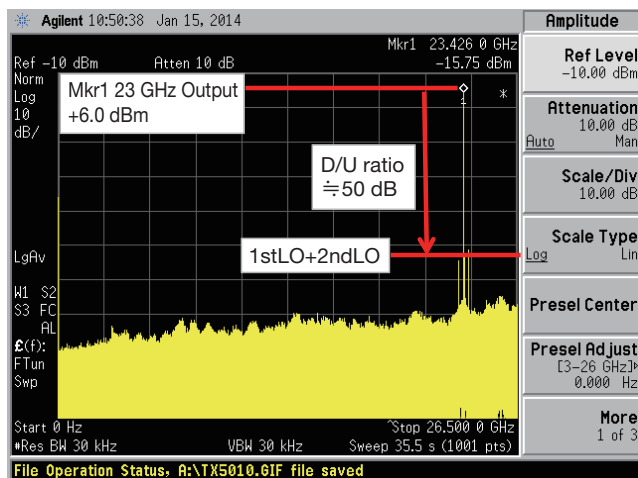 Agilent 10:50:38 Jan 15, 2014
Mkr1 23.426 0 GHz
Ref -10 dBm Atten 10 dB -15.75 dBm
Norm
Log
10
dB/
Mkr1 23 GHz Output
+6.0 dBm
1
*
D/U ratio
≒50 dB
1stLO+2ndLO
LgAv
W1 S2
S3 FC
AL
£(f):
FTun
Swp
Start 0 Hz Stop 26.500 0 GHz
#Res BW 30 kHz VBW 30 kHz Sweep 35.5 s (1001 pts)
File Operation Status, A:\TX5010.GIF file saved
Amplitude
Ref Level
-10.00 dBm
Attenuation
10.00 dB
Auto Man
Scale/Div
10.00 dB
Scale Type
Log Lin
Presel Center
Presel Adjust
[3-26 GHz]
0.000 Hz
More
1 of 3